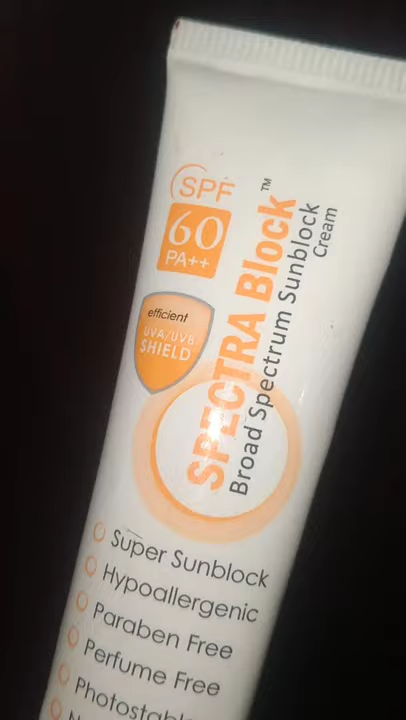 SPF
60
PA++
efficient
UVA/UVB
SHIELD
SPECTRA Block™
Broad Spectrum Sunblock
Cream
Super Sunblock
Hypoallergenic
Paraben Free
Perfume Free